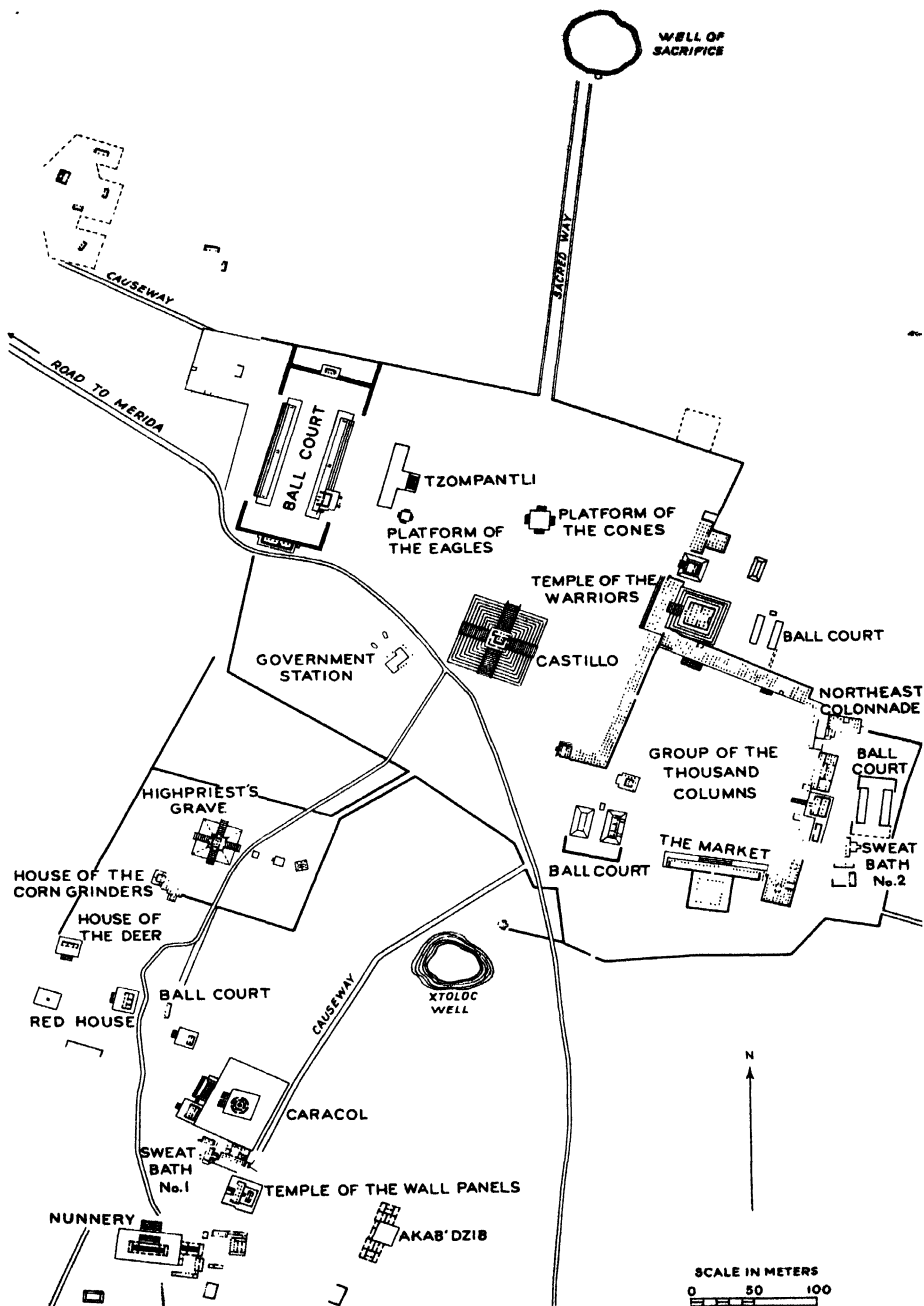 WELL OF
SACRIFICE
SACRED WAY
CAUSEWAY
ROAD TO MERIDA
BALL COURT
TZOMPANTLI
PLATFORM OF
THE EAGLES
PLATFORM OF
THE CONES
TEMPLE OF THE
WARRIORS
BALL COURT
GOVERNMENT
STATION
CASTILLO
NORTHEAST
COLONNADE
GROUP OF THE
THOUSAND
COLUMNS
BALL
COURT
HIGHPRIEST'S
GRAVE
THE MARKET
BALL COURT
SWEAT
BATH
No.2
HOUSE OF THE
CORN GRINDERS
HOUSE OF
THE DEER
CAUSEWAY
XTOLOC
WELL
BALL COURT
RED HOUSE
N
CARACOL
SWEAT
BATH
No.1
TEMPLE OF THE WALL PANELS
NUNNERY
AKAB'DZIB
SCALE IN METERS
0 50 100